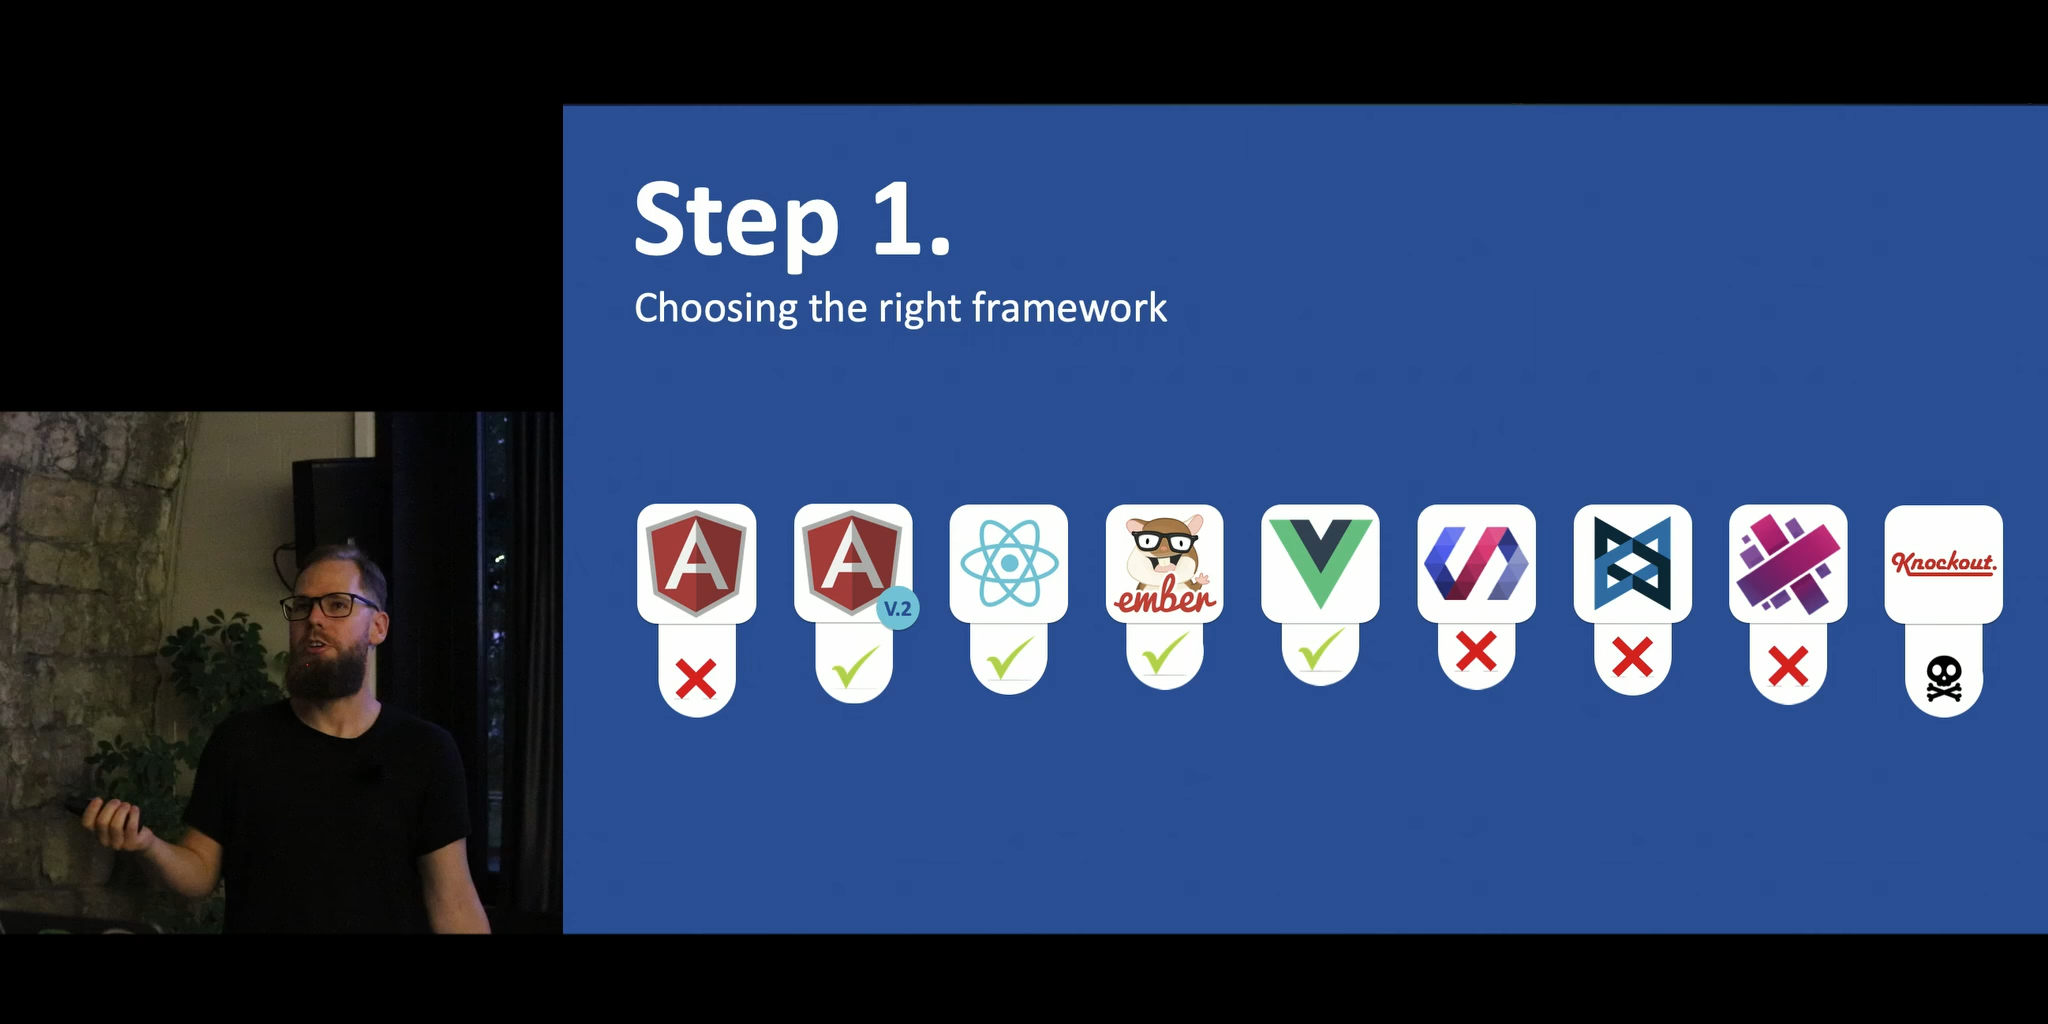 Step 1.
Choosing the right framework
A
A
V.2
ember
Knockout.